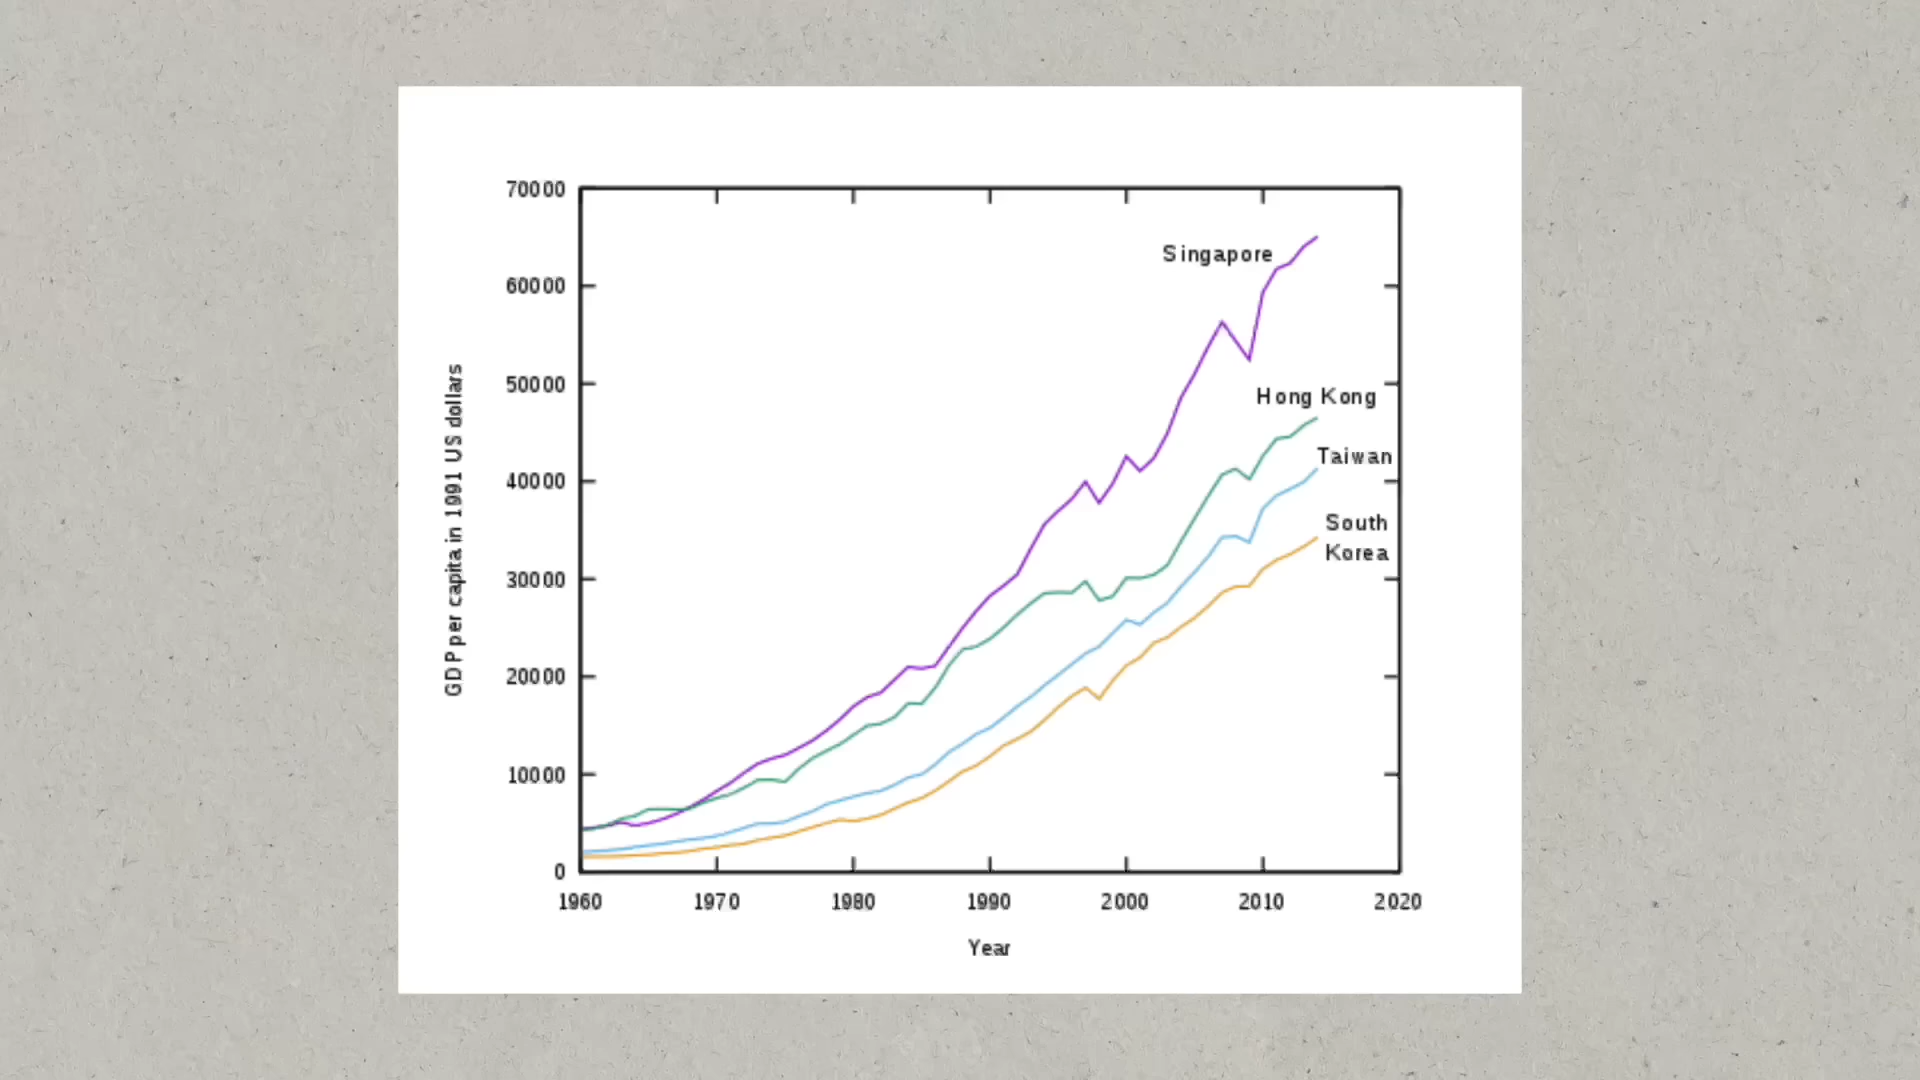 70000
60000
50000
40000
30000
20000
10000
0
GDP per capita in 1991 US dollars
Singapore
Hong Kong
Taiwan
South
Korea
1960 1970 1980 1990 2000 2010 2020
Year